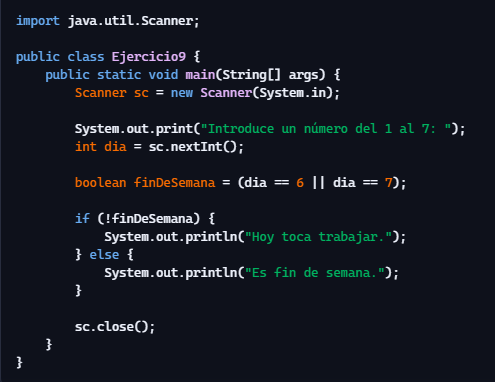 import java.util.Scanner;

public class Ejercicio9 {
    public static void main(String[] args) {
        Scanner sc = new Scanner(System.in);

        System.out.print("Introduce un número del 1 al 7: ");
        int dia = sc.nextInt();

        boolean finDeSemana = (dia == 6 || dia == 7);

        if (!finDeSemana) {
            System.out.println("Hoy toca trabajar.");
        } else {
            System.out.println("Es fin de semana.");
        }

        sc.close();
    }
}